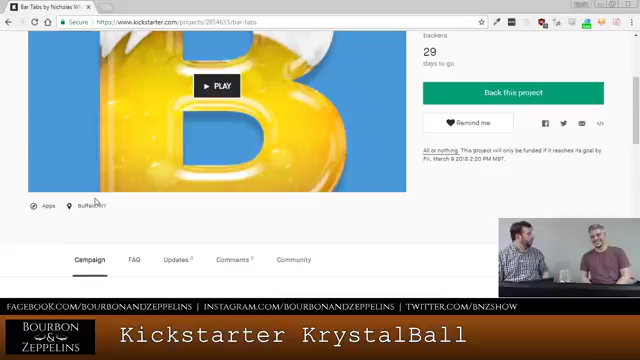 Bar Tabs by Nicholas W
Secure
https://www.kickstarter.com/projects/2854655/bar-tabs
backers
29
days to go
PLAY
Back this project
Remind me
All or nothing. This project will only be funded if it reaches its goal by
Fri, March 9 2018 2:20 PM MST.
Apps
Campaign
FAQ
Updates 0
Comments 0
Community
FACEBOOK.COM/BOURBONANDZEPPELINS | INSTAGRAM.COM/BOURBONANDZEPPELINS | TWITTER.COM/BNZSHOW
BOURBON
&
ZEPPELINS
Kickstarter KrystalBall